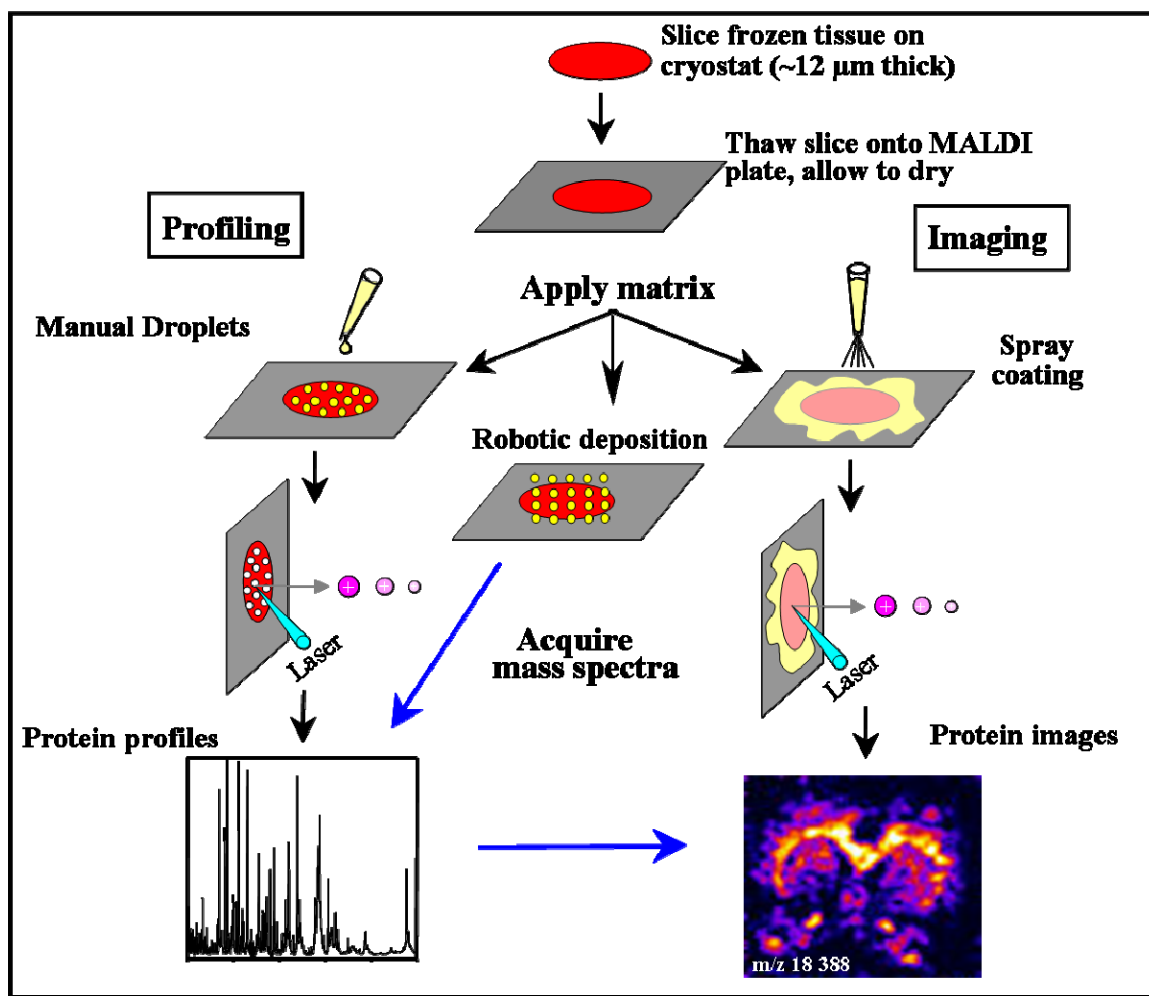 Slice frozen tissue on
cryostat (~12 µm thick)
Thaw slice onto MALDI
plate, allow to dry
Profiling
Imaging
Apply matrix
Manual Droplets
Spray
coating
Robotic deposition
+ +
+ +
Laser
Laser
Acquire
mass spectra
Protein profiles
Protein images
m/z 18 388